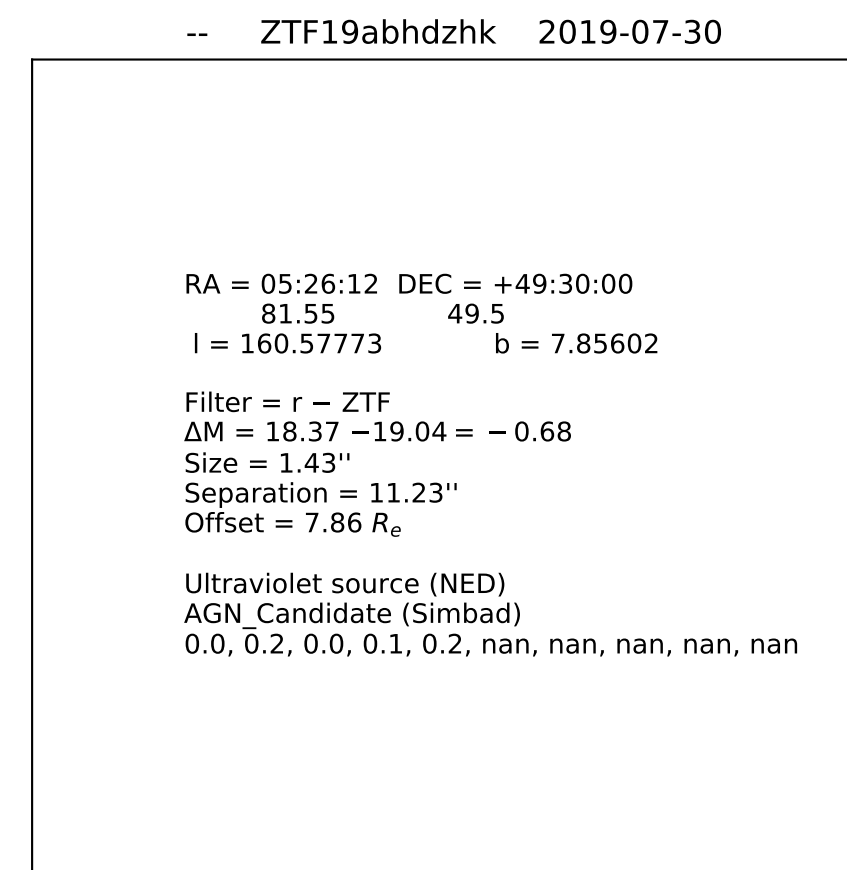 -- ZTF19abhdzhk 2019-07-30
RA = 05:26:12 DEC = +49:30:00
81.55 49.5
l = 160.57773 b = 7.85602
Filter = r − ZTF
ΔM = 18.37 −19.04 = −0.68
Size = 1.43''
Separation = 11.23''
Offset = 7.86 Rₑ
Ultraviolet source (NED)
AGN_Candidate (Simbad)
0.0, 0.2, 0.0, 0.1, 0.2, nan, nan, nan, nan, nan